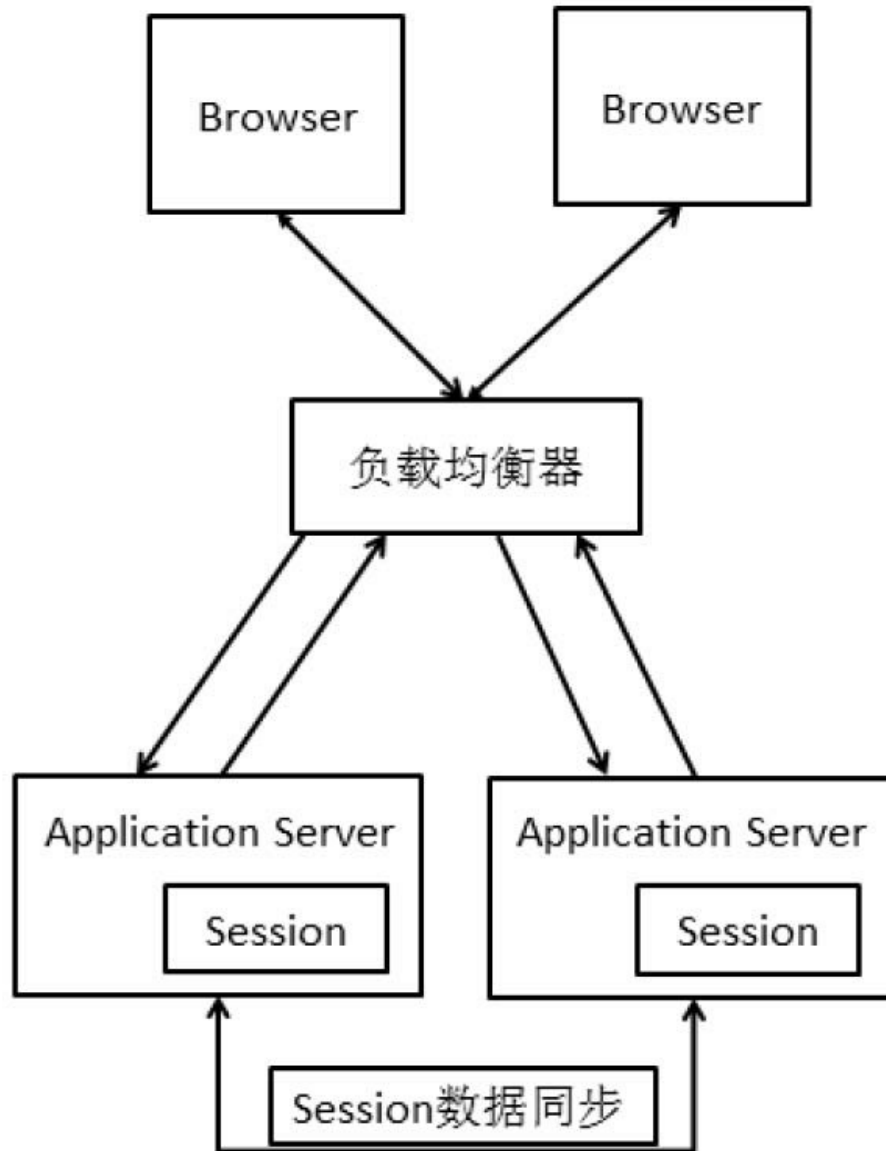 Browser
Browser
负载均衡器
Application Server
Session
Application Server
Session
Session数据同步